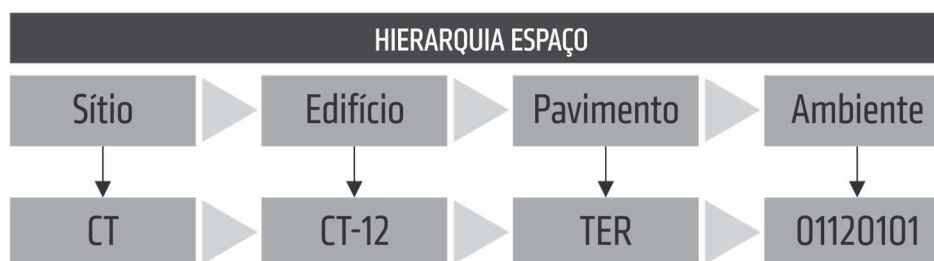 HIERARQUIA ESPAÇO
Sítio Edifício Pavimento Ambiente
CT CT-12 TER 01120101